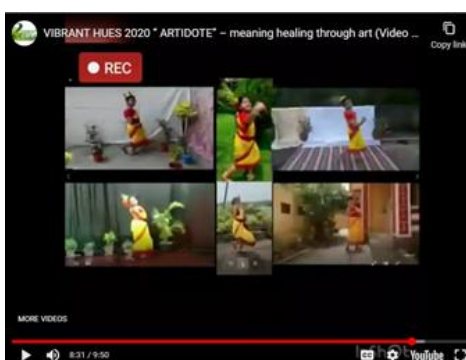 VIBRANT HUES 2020 " ARTIDOTE" – meaning healing through art (Video ...
Copy link
REC
MORE VIDEOS
8:31 / 9:50
CC
YouTube